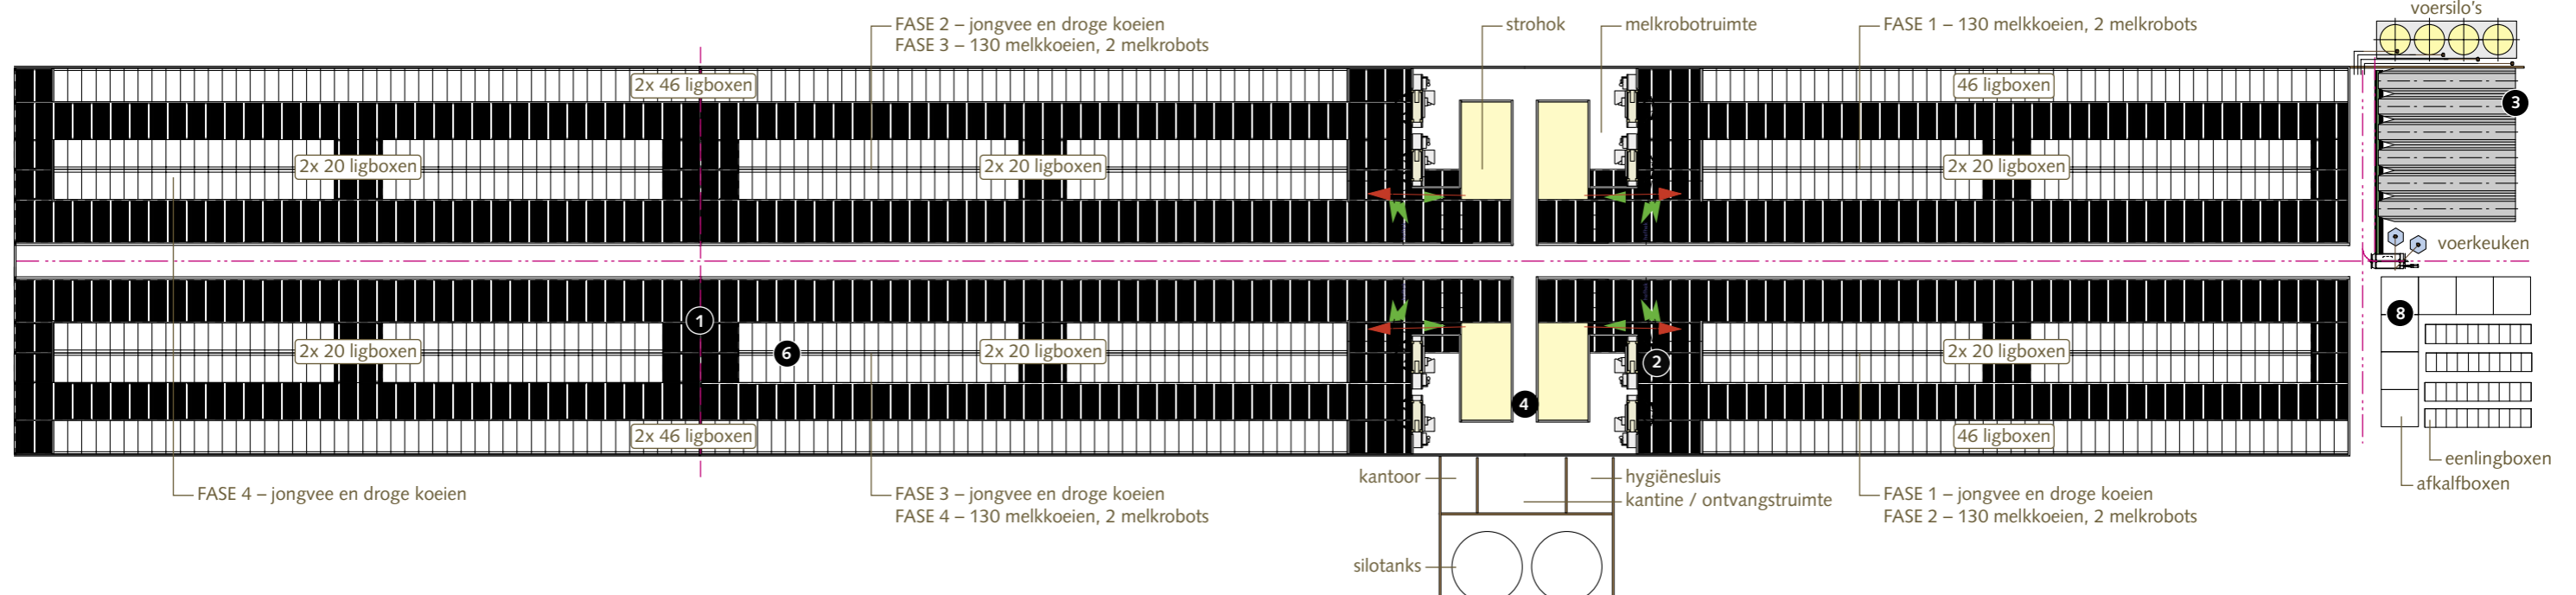 voersilo's
FASE 2 – jongvee en droge koeien
FASE 3 – 130 melkkoeien, 2 melkrobots
strohok
melkrobotruimte
FASE 1 – 130 melkkoeien, 2 melkrobots
2x 46 ligboxen
46 ligboxen
3
2x 20 ligboxen
2x 20 ligboxen
2x 20 ligboxen
voerkeuken
1
8
2x 20 ligboxen
6
2x 20 ligboxen
2
2x 20 ligboxen
4
2x 46 ligboxen
46 ligboxen
eenlingboxen
afkalfboxen
kantoor
hygiënesluis
kantine / ontvangstruimte
FASE 4 – jongvee en droge koeien
FASE 3 – jongvee en droge koeien
FASE 4 – 130 melkkoeien, 2 melkrobots
FASE 1 – jongvee en droge koeien
FASE 2 – 130 melkkoeien, 2 melkrobots
silotanks